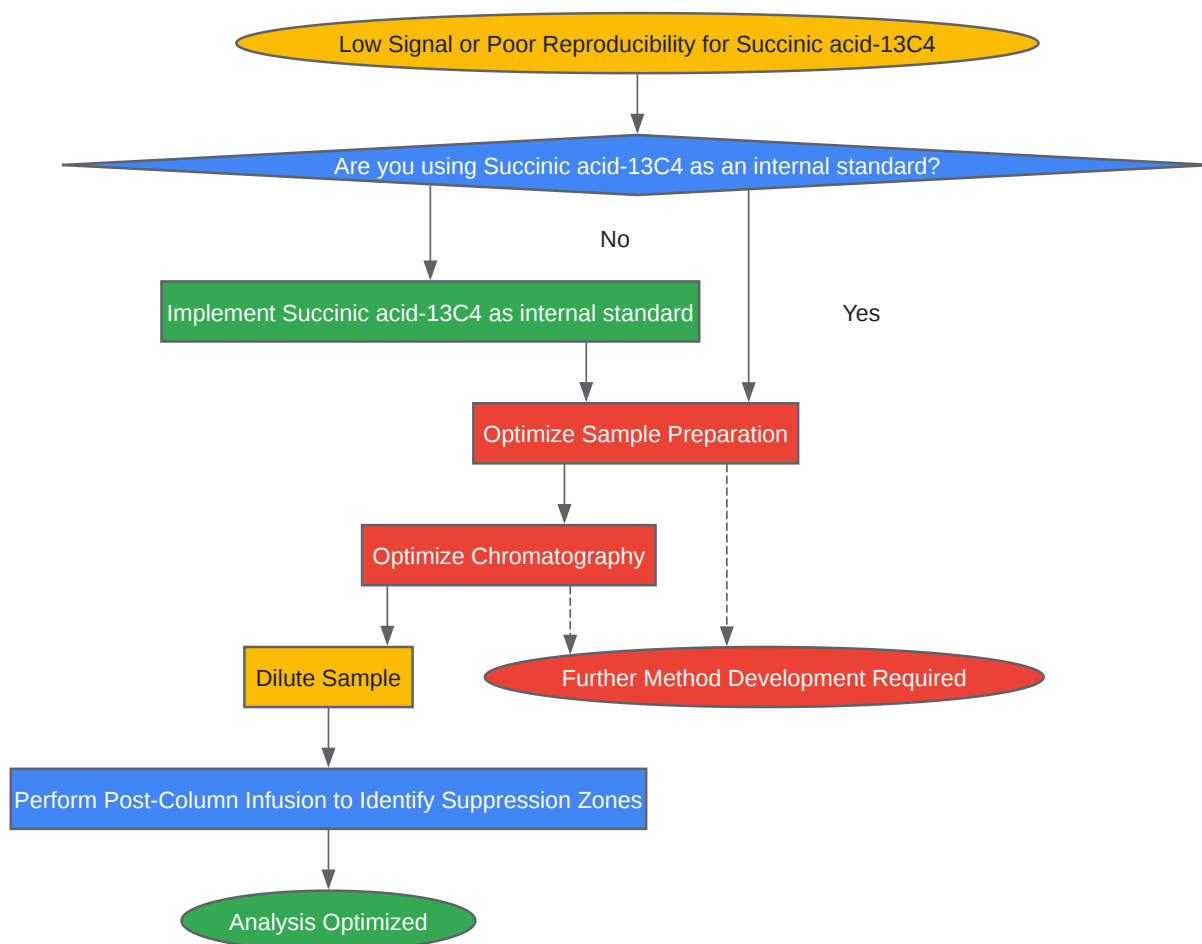 Low Signal or Poor Reproducibility for Succinic acid-13C4
Are you using Succinic acid-13C4 as an internal standard?
No
Implement Succinic acid-13C4 as internal standard
Yes
Optimize Sample Preparation
Optimize Chromatography
Dilute Sample
Further Method Development Required
Perform Post-Column Infusion to Identify Suppression Zones
Analysis Optimized